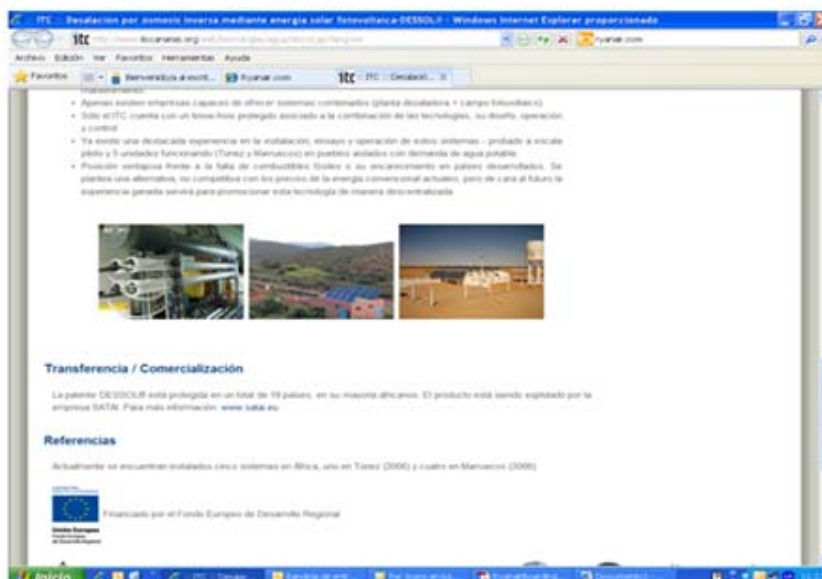 ITC :: Desalación por ósmosis inversa mediante energía solar fotovoltaica-DESSOL® - Windows Internet Explorer proporcionado
itc
ryanair.com
Archivo Edición Ver Favoritos Herramientas Ayuda
Favoritos
Ryanair.com
itc ITC :: Desalaci...
mantenimiento.
• Apenas existen empresas capaces de ofrecer sistemas combinados (planta desaladora + campo fotovoltaico)
• Sólo el ITC cuenta con un know-how protegido asociado a la combinación de las tecnologías, su diseño, operación
y control.
• Ya existe una destacada experiencia en la instalación, ensayo y operación de estos sistemas - probado a escala
piloto y 5 unidades funcionando (Túnez y Marruecos) en pueblos aislados con demanda de agua potable.
• Posición ventajosa frente a la falta de combustibles fósiles o su encarecimiento en países desarrollados. Se
plantea una alternativa, no competitiva con los precios de la energía convencional actuales, pero de cara al futuro la
experiencia ganada servirá para promocionar esta tecnología de manera descentralizada
Transferencia / Comercialización
La patente DESSOL® está protegida en un total de 19 países, en su mayoría africanos. El producto está siendo explotado por la
empresa SATAI. Para más información: www.satai.eu
Referencias
Actualmente se encuentran instalados cinco sistemas en África, uno en Túnez (2006) y cuatro en Marruecos (2008)
Financiado por el Fondo Europeo de Desarrollo Regional
Unión Europea
Inicio